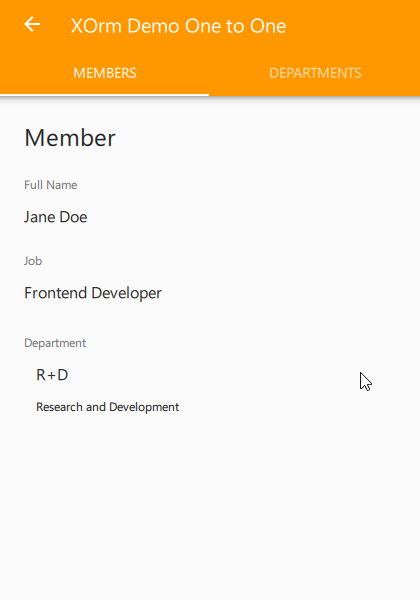 XOrm Demo One to One
MEMBERS
DEPARTMENTS
Member
Full Name
Jane Doe
Job
Frontend Developer
Department
R+D
Research and Development